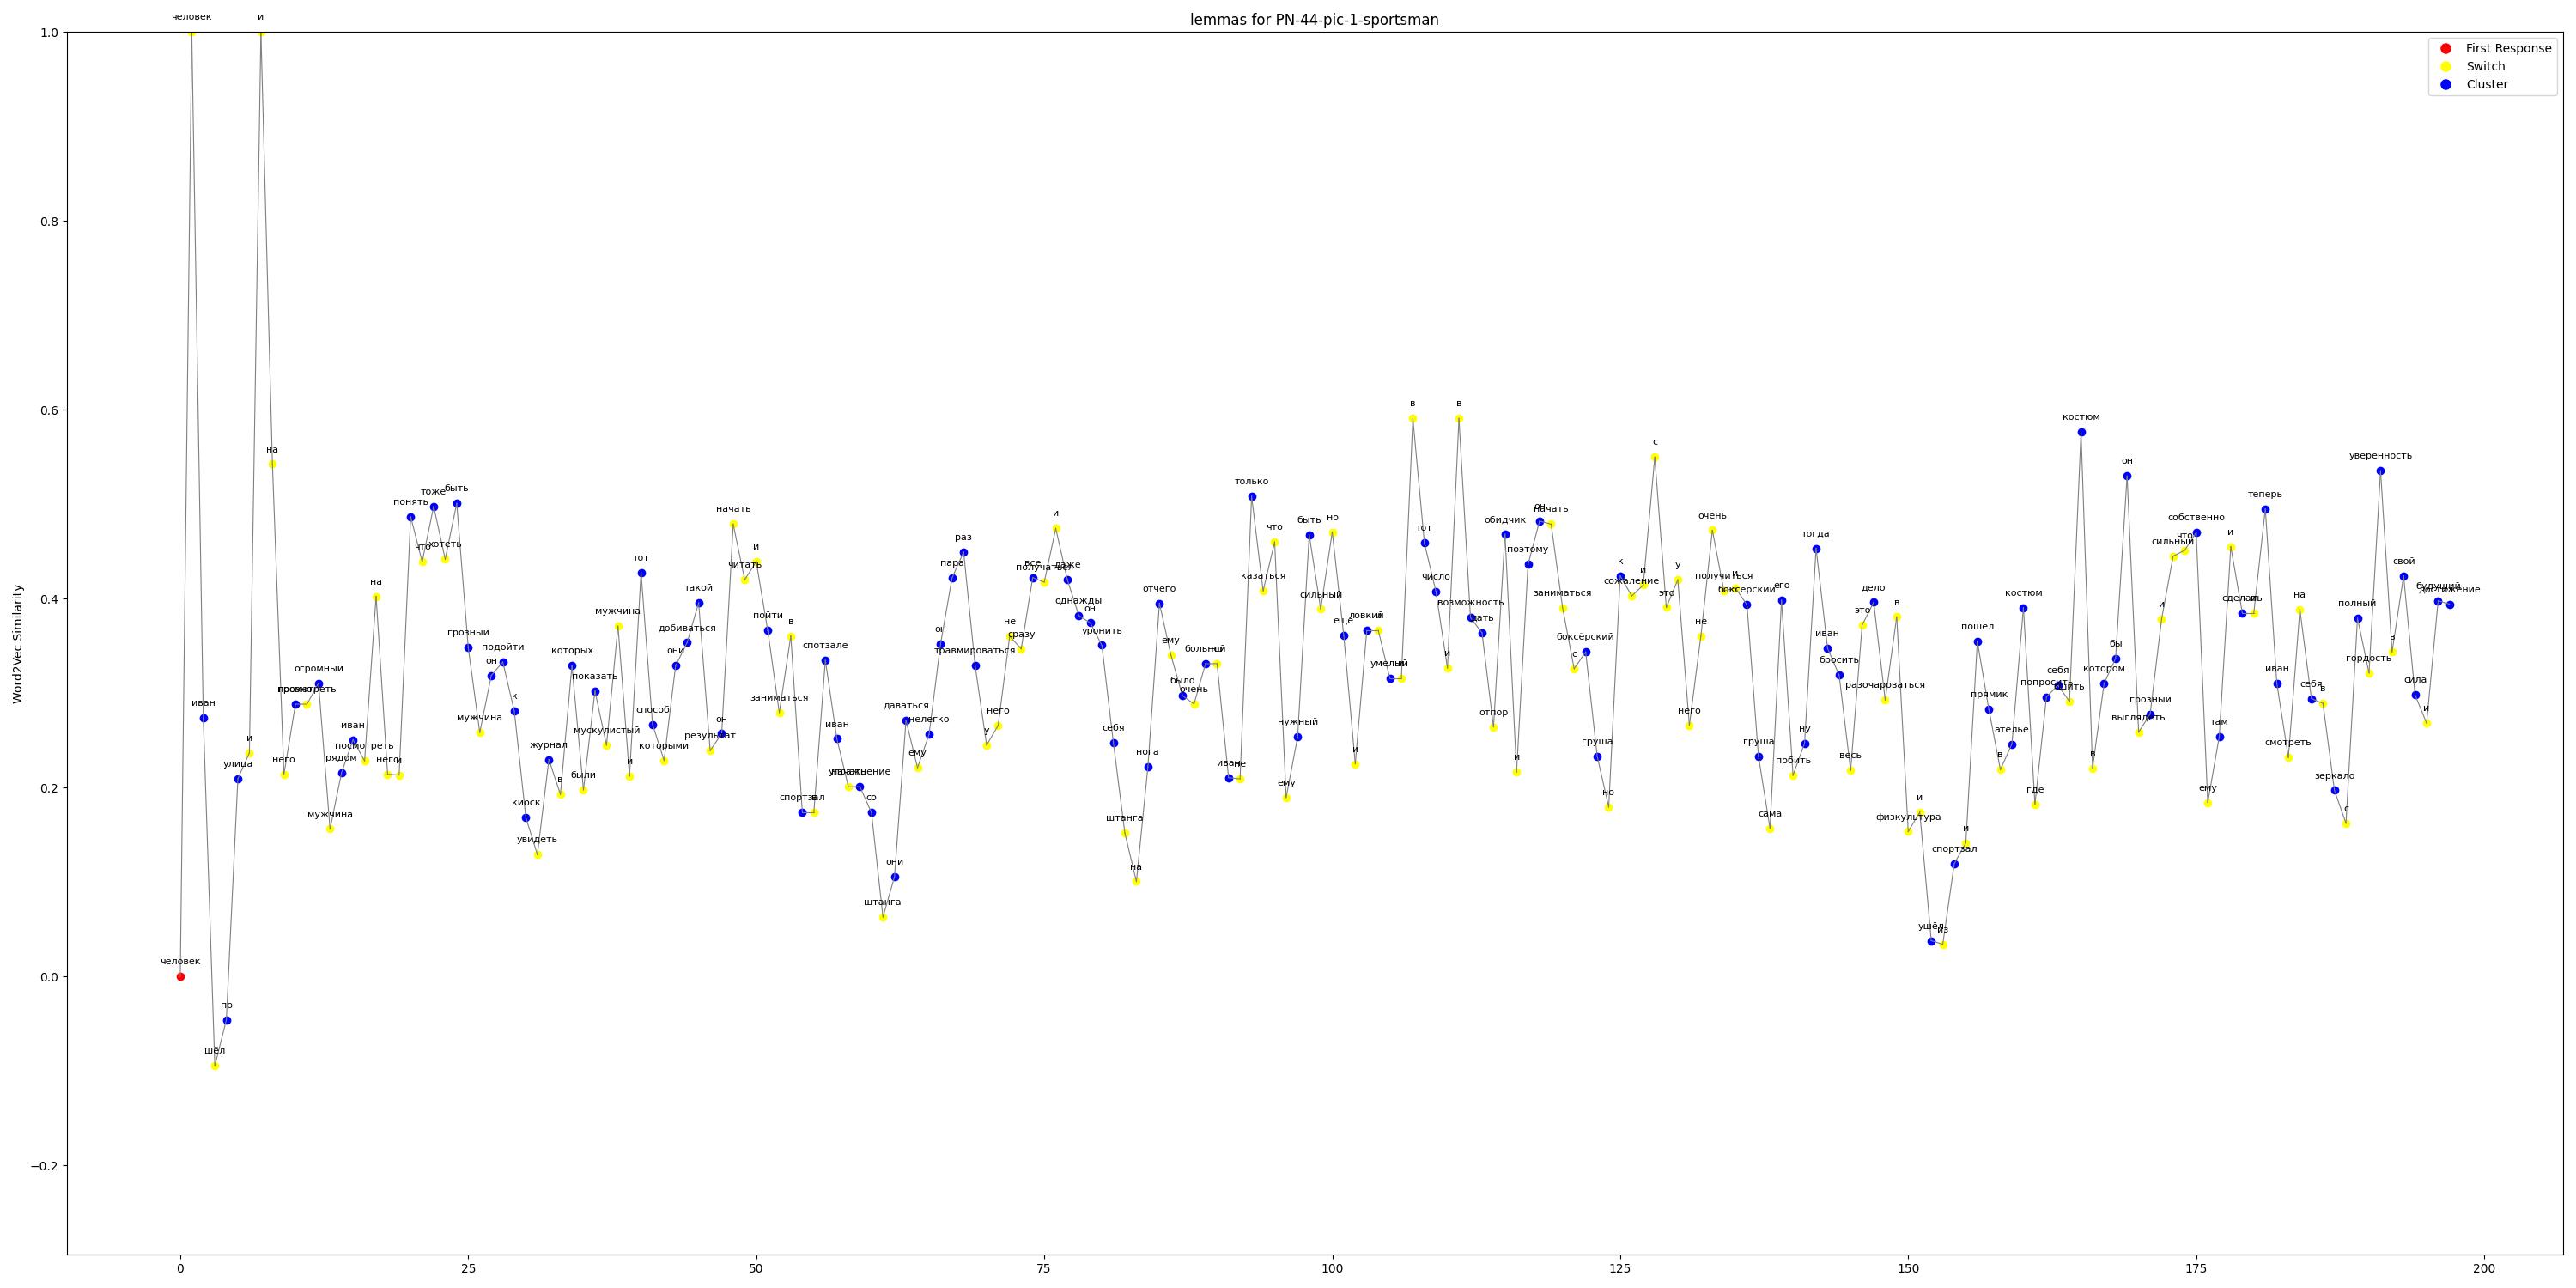 lemmas for PN-44-pic-1-sportsman
First Response
Switch
Cluster
Word2Vec Similarity
1.0
0.8
0.6
0.4
0.2
0.0
−0.2
0
25
50
75
100
125
150
175
200
человек
человек
иван
шёл
по
улица
и
и
на
него
огромный
мужчина
рядом
иван
посмотреть
на
него
и
понять
что
тоже
хотеть
быть
грозный
мужчина
он
подойти
к
киоск
увидеть
журнал
в
которых
были
показать
мускулистый
мужчина
и
тот
способ
которыми
они
добиваться
такой
результат
он
начать
читать
и
пойти
заниматься
в
спортзал
в
спотзале
иван
упражнение
со
штанга
они
даваться
ему
нелегко
он
пара
раз
травмироваться
у
него
не
сразу
все
получаться
и
даже
однажды
он
уронить
себя
штанга
на
нога
отчего
ему
было
очень
больной
но
иван
не
только
казаться
что
ему
нужный
быть
сильный
но
ещё
и
ловкий
и
умелый
и
в
тот
число
и
в
возможность
дать
отпор
обидчик
и
поэтому
он
начать
заниматься
с
боксёрский
груша
но
к
сожаление
и
с
это
у
него
не
очень
получиться
и
боксёрский
груша
сама
его
побить
ну
тогда
иван
бросить
весь
это
дело
разочароваться
в
физкультура
и
ушёл
из
спортзал
и
пошёл
прямик
в
ателье
костюм
где
попросить
себя
шить
костюм
в
котором
бы
он
выглядеть
грозный
и
сильный
что
собственно
ему
там
и
сделать
и
теперь
иван
смотреть
на
себя
в
зеркало
с
полный
гордость
уверенность
в
свой
сила
и
будущий
достижение